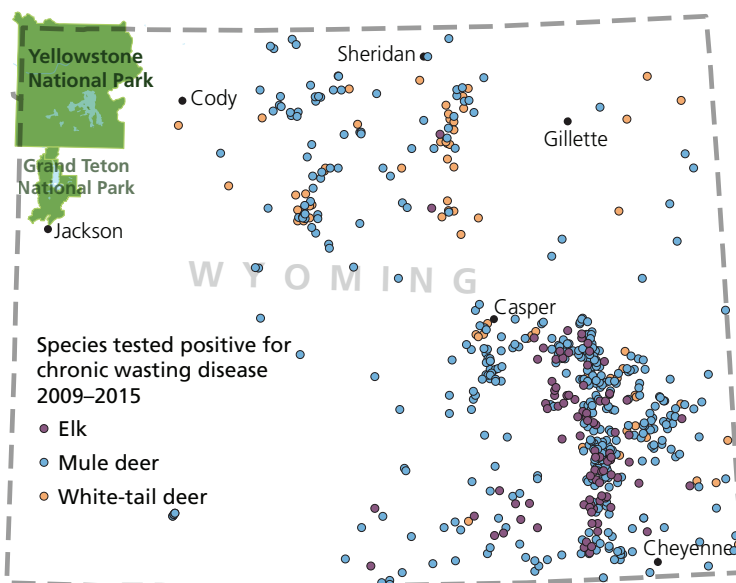 Yellowstone
National Park
Sheridan
Cody
Gillette
Grand Teton
National Park
Jackson
WYOMING
Casper
Species tested positive for
chronic wasting disease
2009–2015
Elk
Mule deer
White-tail deer
Cheyenne